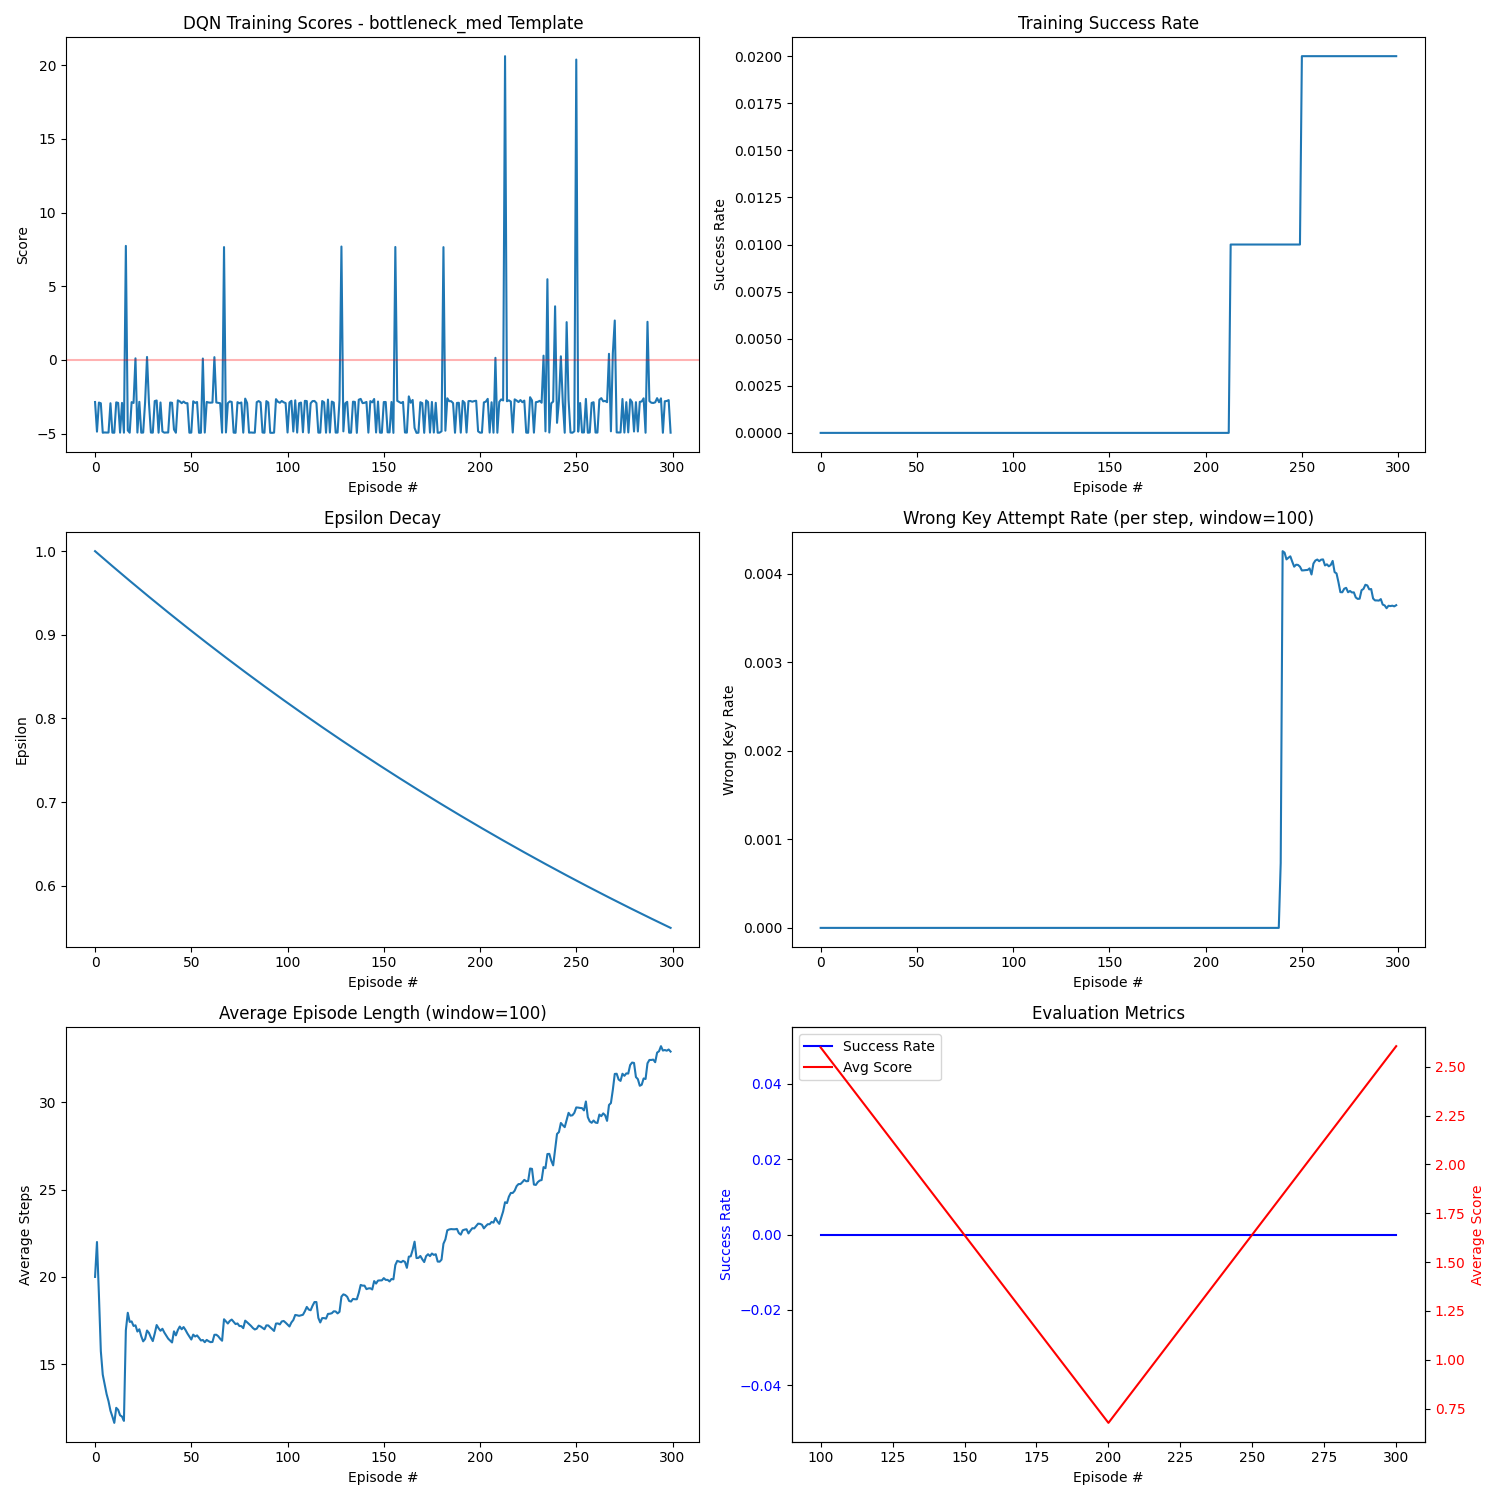 DQN Training Scores - bottleneck_med Template
20
15
10
5
0
−5
Score
0 50 100 150 200 250 300
Episode #
Training Success Rate
0.0200
0.0175
0.0150
0.0125
0.0100
0.0075
0.0050
0.0025
0.0000
Success Rate
0 50 100 150 200 250 300
Episode #
Epsilon Decay
1.0
0.9
0.8
0.7
0.6
Epsilon
0 50 100 150 200 250 300
Episode #
Wrong Key Attempt Rate (per step, window=100)
0.004
0.003
0.002
0.001
0.000
Wrong Key Rate
0 50 100 150 200 250 300
Episode #
Average Episode Length (window=100)
30
25
20
15
Average Steps
0 50 100 150 200 250 300
Episode #
Evaluation Metrics
Success Rate
Avg Score
0.04
0.02
0.00
−0.02
−0.04
Success Rate
2.50
2.25
2.00
1.75
1.50
1.25
1.00
0.75
Average Score
100 125 150 175 200 225 250 275 300
Episode #